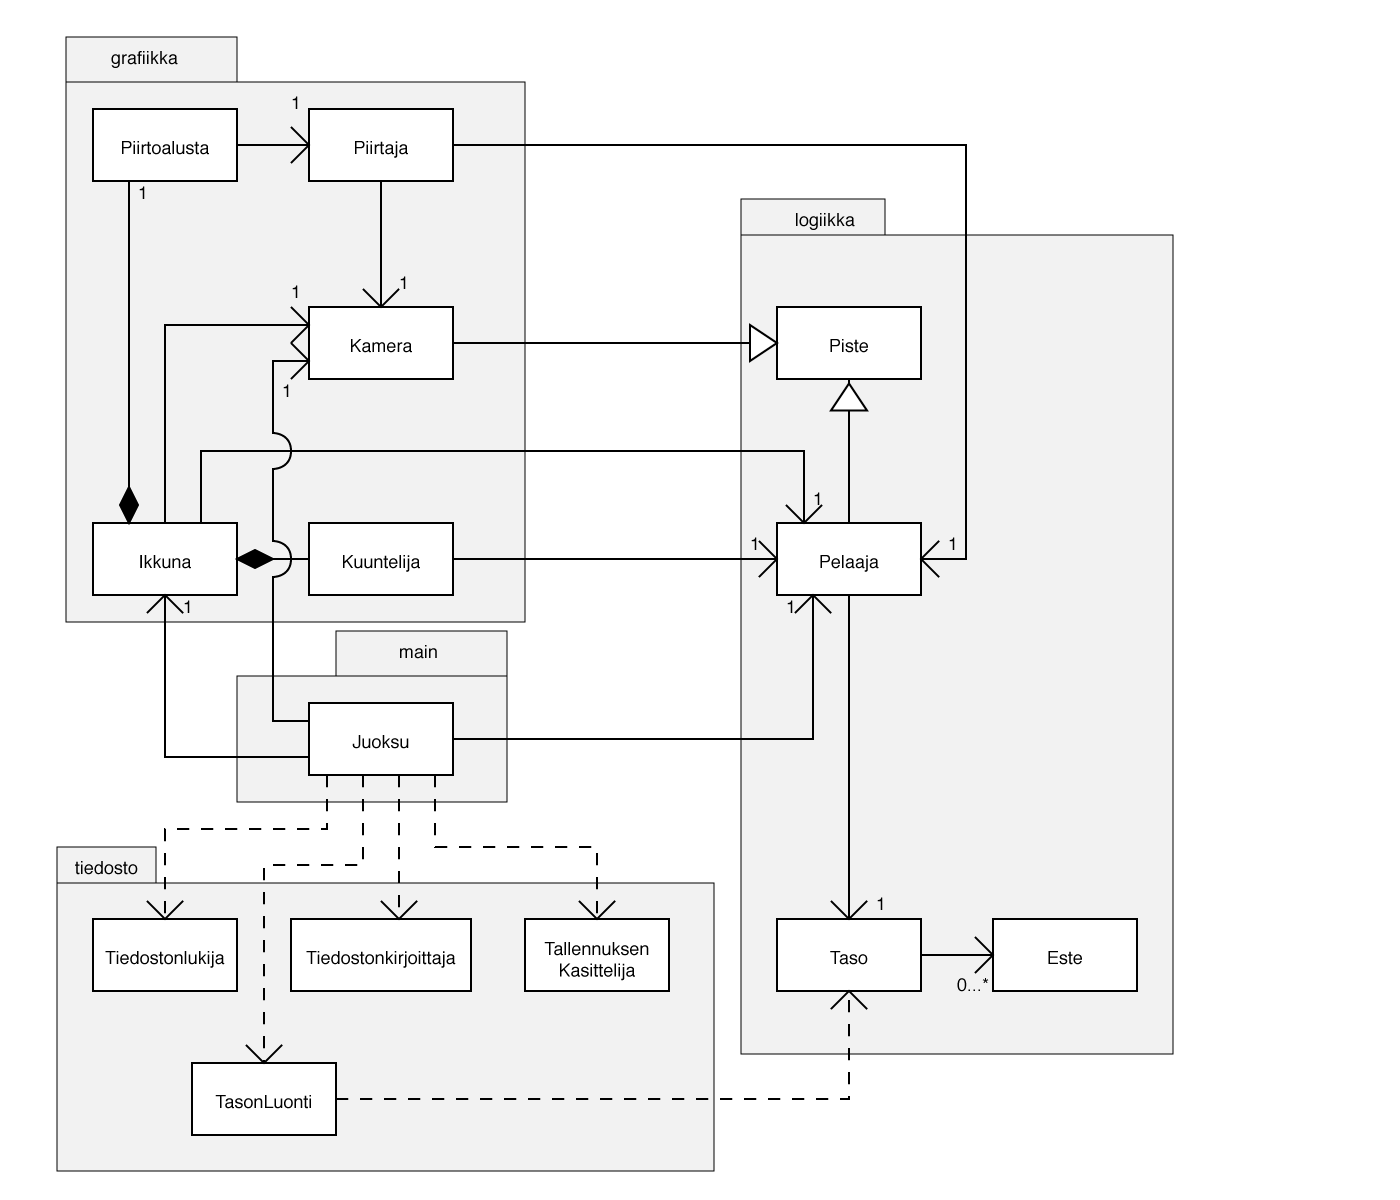 grafiikka
1
Piirtoalusta
Piirtaja
1
logiikka
1
1
Kamera
Piste
1
1
1
1
Ikkuna
Kuuntelija
Pelaaja
1
1
main
Juoksu
tiedosto
1
Tiedostonlukija
Tiedostonkirjoittaja
Tallennuksen
Kasittelija
Taso
Este
0...*
TasonLuonti